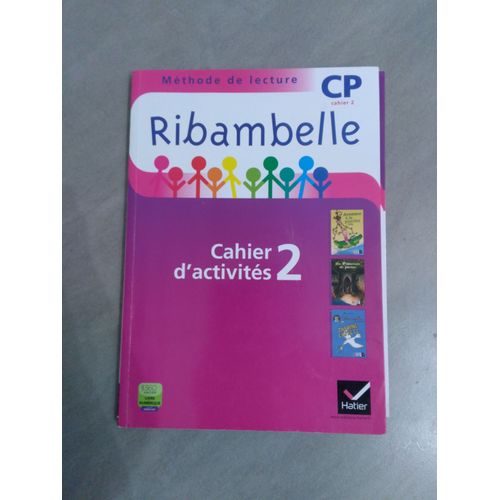 Méthode de lecture
CP
cahier 2
Ribambelle
Cahier
d'activités 2
Hatier